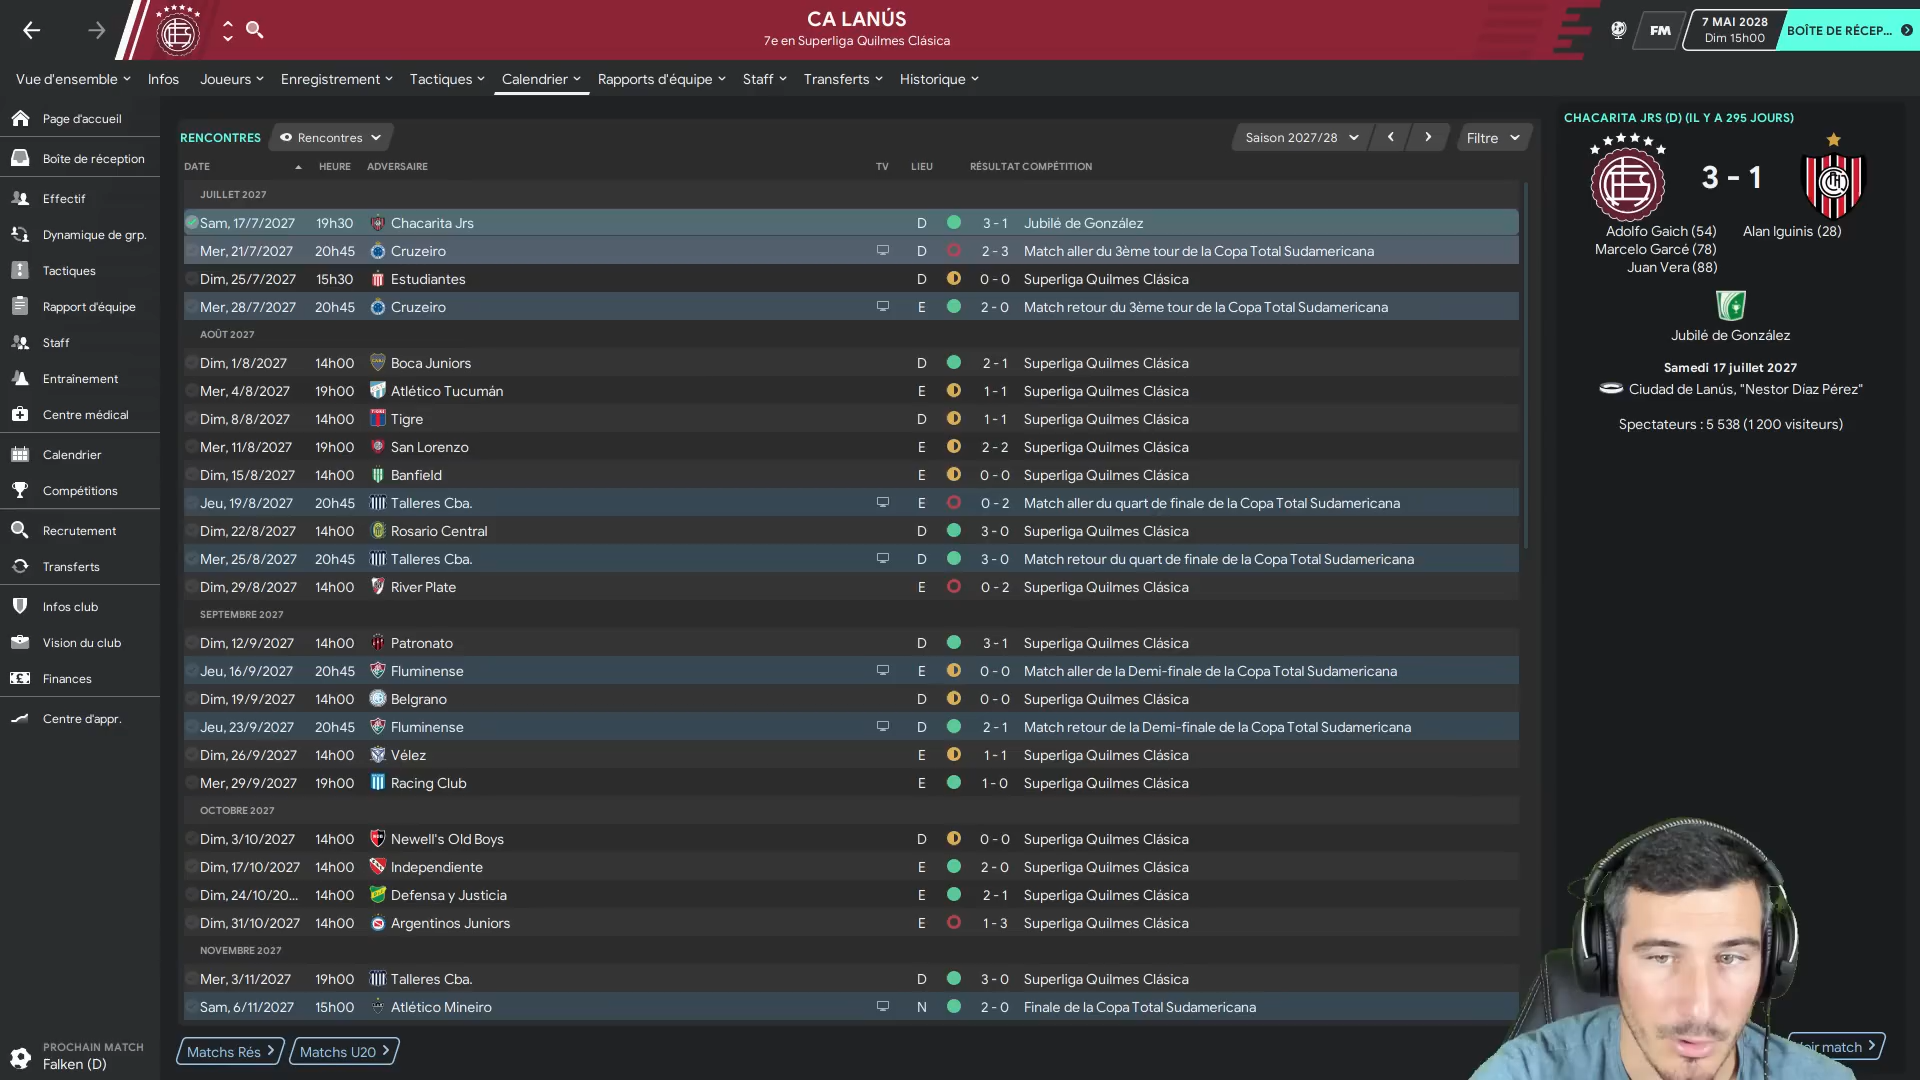 CA LANÚS
7e en Superliga Quilmes Clásica
FM
7 MAI 2028
Dim 15h00
BOÎTE DE RÉCEP...
Vue d'ensemble Infos Joueurs Enregistrement Tactiques Calendrier Rapports d'équipe Staff Transferts Historique
Page d'accueil
Boîte de réception
Effectif
Dynamique de grp.
Tactiques
Rapport d'équipe
Staff
Entraînement
Centre médical
Calendrier
Compétitions
Recrutement
Transferts
Infos club
Vision du club
Finances
Centre d'appr.
PROCHAIN MATCH
Falken (D)
RENCONTRES Rencontres Saison 2027/28 Filtre
DATE HEURE ADVERSAIRE TV LIEU RÉSULTAT COMPÉTITION
JUILLET 2027
Sam, 17/7/2027 19h30 Chacarita Jrs D 3 - 1 Jubilé de González
Mer, 21/7/2027 20h45 Cruzeiro D 2 - 3 Match aller du 3ème tour de la Copa Total Sudamericana
Dim, 25/7/2027 15h30 Estudiantes D 0 - 0 Superliga Quilmes Clásica
Mer, 28/7/2027 20h45 Cruzeiro E 2 - 0 Match retour du 3ème tour de la Copa Total Sudamericana
AOÛT 2027
Dim, 1/8/2027 14h00 Boca Juniors D 2 - 1 Superliga Quilmes Clásica
Mer, 4/8/2027 19h00 Atlético Tucumán E 1 - 1 Superliga Quilmes Clásica
Dim, 8/8/2027 14h00 Tigre D 1 - 1 Superliga Quilmes Clásica
Mer, 11/8/2027 19h00 San Lorenzo E 2 - 2 Superliga Quilmes Clásica
Dim, 15/8/2027 14h00 Banfield E 0 - 0 Superliga Quilmes Clásica
Jeu, 19/8/2027 20h45 Talleres Cba. E 0 - 2 Match aller du quart de finale de la Copa Total Sudamericana
Dim, 22/8/2027 14h00 Rosario Central D 3 - 0 Superliga Quilmes Clásica
Mer, 25/8/2027 20h45 Talleres Cba. D 3 - 0 Match retour du quart de finale de la Copa Total Sudamericana
Dim, 29/8/2027 14h00 River Plate E 0 - 2 Superliga Quilmes Clásica
SEPTEMBRE 2027
Dim, 12/9/2027 14h00 Patronato D 3 - 1 Superliga Quilmes Clásica
Jeu, 16/9/2027 20h45 Fluminense E 0 - 0 Match aller de la Demi-finale de la Copa Total Sudamericana
Dim, 19/9/2027 14h00 Belgrano D 0 - 0 Superliga Quilmes Clásica
Jeu, 23/9/2027 20h45 Fluminense D 2 - 1 Match retour de la Demi-finale de la Copa Total Sudamericana
Dim, 26/9/2027 14h00 Vélez E 1 - 1 Superliga Quilmes Clásica
Mer, 29/9/2027 19h00 Racing Club E 1 - 0 Superliga Quilmes Clásica
OCTOBRE 2027
Dim, 3/10/2027 14h00 Newell's Old Boys D 0 - 0 Superliga Quilmes Clásica
Dim, 17/10/2027 14h00 Independiente E 2 - 0 Superliga Quilmes Clásica
Dim, 24/10/20... 14h00 Defensa y Justicia E 2 - 1 Superliga Quilmes Clásica
Dim, 31/10/2027 14h00 Argentinos Juniors E 1 - 3 Superliga Quilmes Clásica
NOVEMBRE 2027
Mer, 3/11/2027 19h00 Talleres Cba. D 3 - 0 Superliga Quilmes Clásica
Sam, 6/11/2027 15h00 Atlético Mineiro N 2 - 0 Finale de la Copa Total Sudamericana
Matchs Rés Matchs U20
CHACARITA JRS (D) (IL Y A 295 JOURS)
3 - 1
Adolfo Gaich (54) Alan Iguinis (28)
Marcelo Garcé (78)
Juan Vera (88)
Jubilé de González
Samedi 17 juillet 2027
Ciudad de Lanús, "Nestor Díaz Pérez"
Spectateurs : 5 538 (1 200 visiteurs)
match